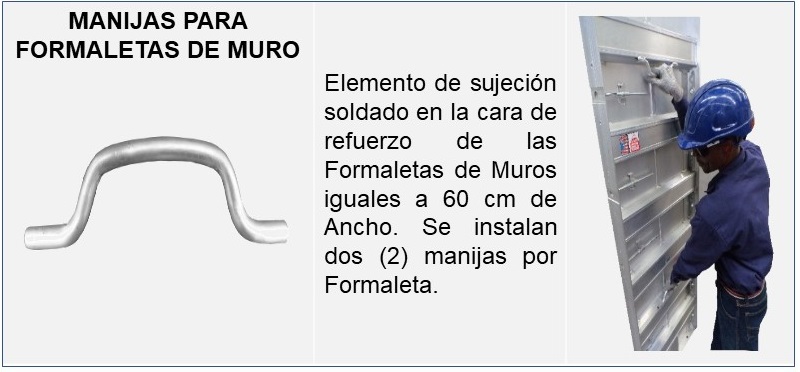 MANIJAS PARA
FORMALETAS DE MURO
Elemento de sujeción
soldado en la cara de
refuerzo de las
Formaletas de Muros
iguales a 60 cm de
Ancho. Se instalan
dos (2) manijas por
Formaleta.